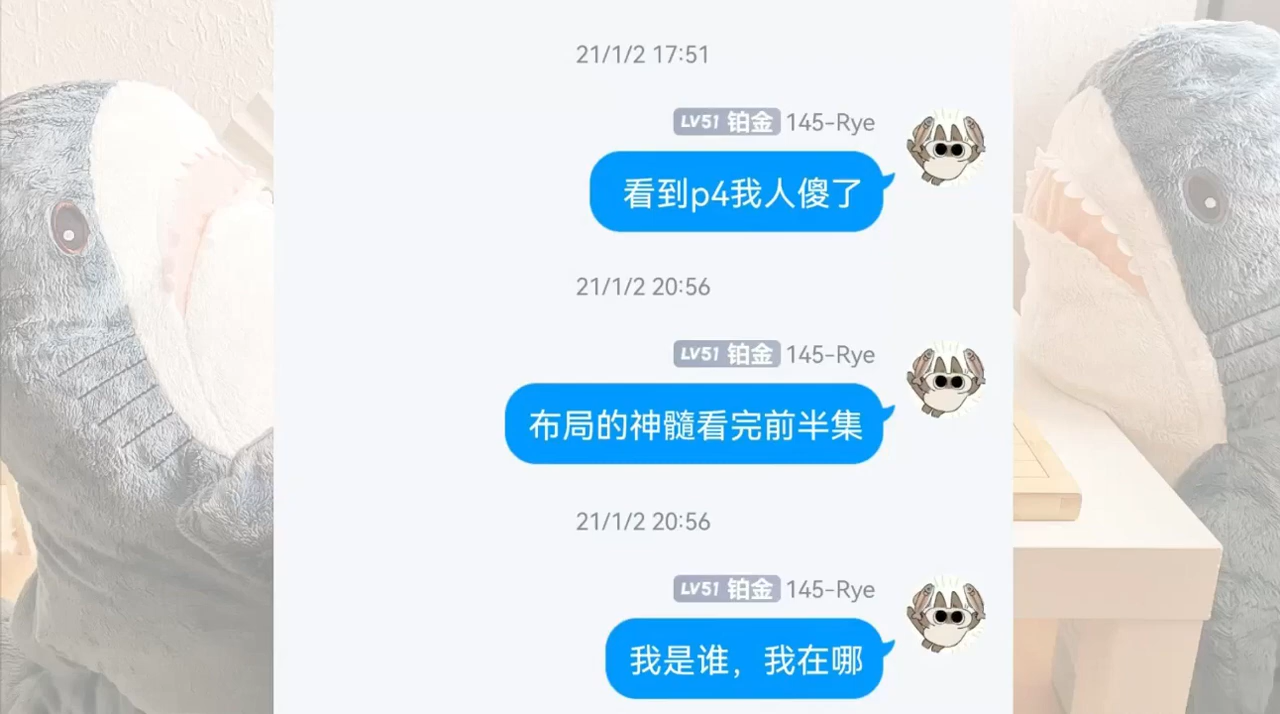 21/1/2 17:51
LV51 铂金 145-Rye
看到p4我人傻了
21/1/2 20:56
LV51 铂金 145-Rye
布局的神髓看完前半集
21/1/2 20:56
LV51 铂金 145-Rye
我是谁，我在哪